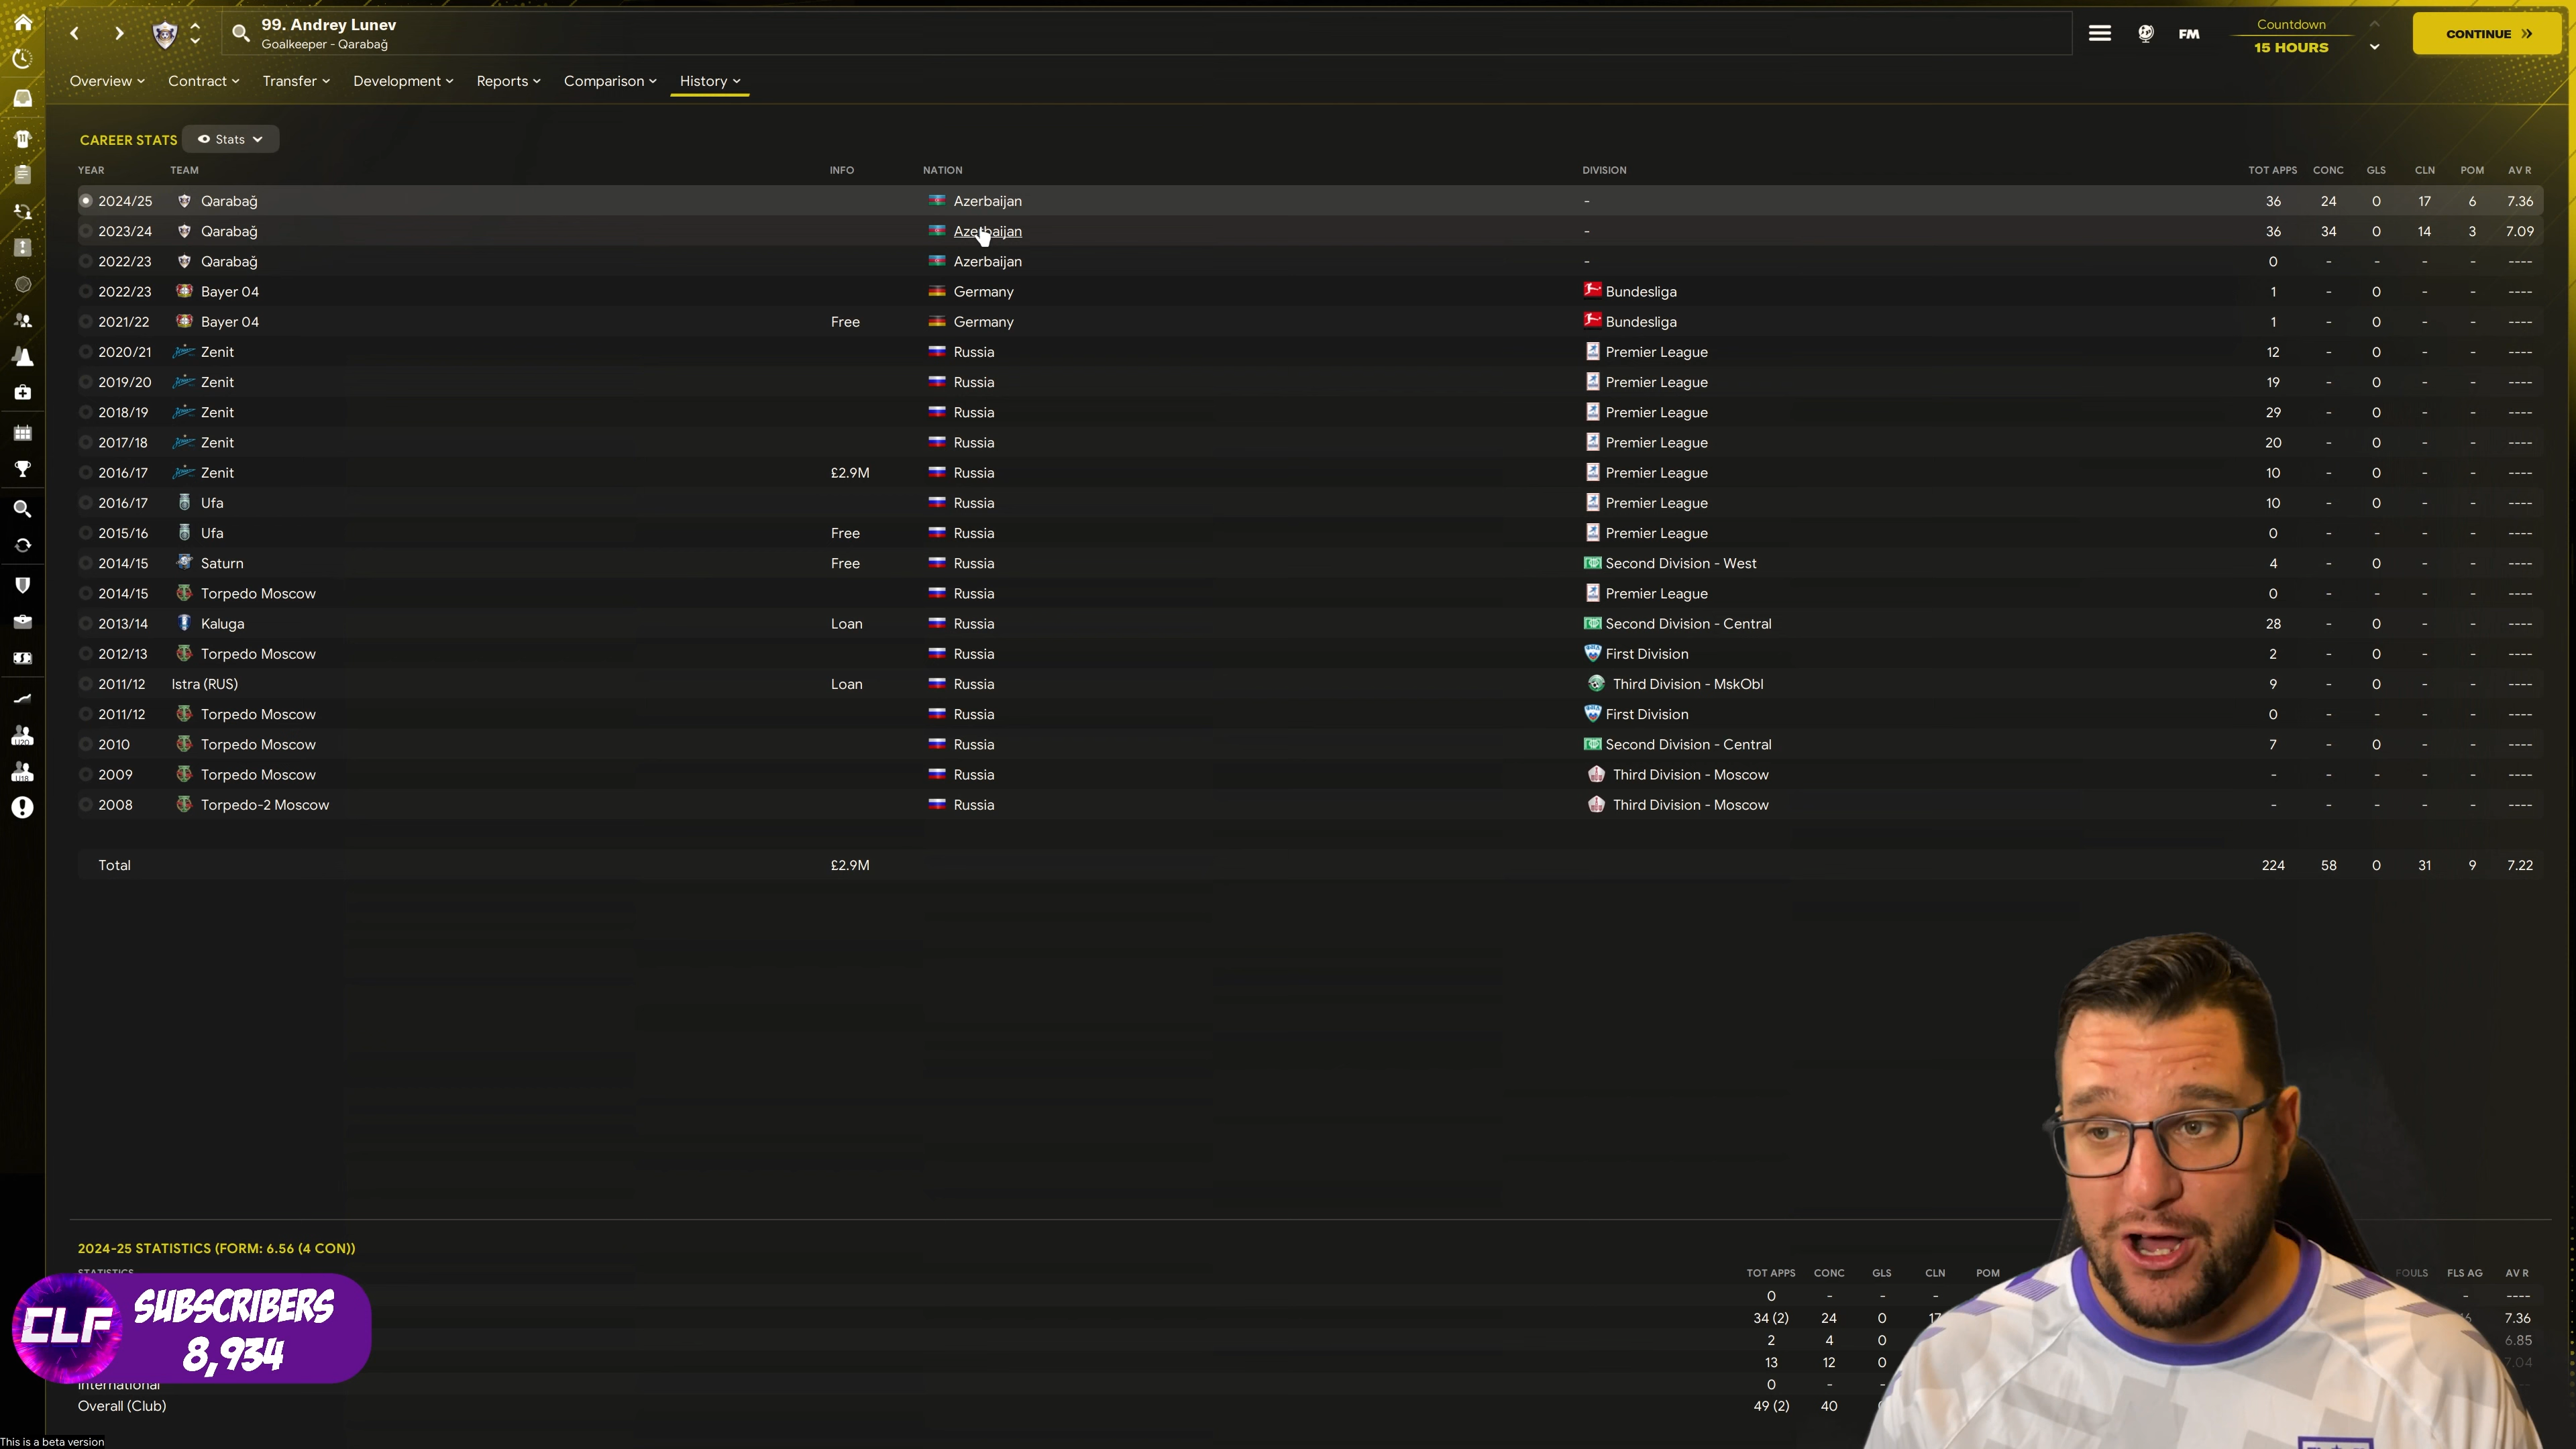 99. Andrey Lunev
Goalkeeper - Qarabağ
FM
Countdown
15 HOURS
CONTINUE
Overview Contract Transfer Development Reports Comparison History
CAREER STATS Stats
YEAR TEAM INFO NATION DIVISION TOT APPS CONC GLS CLN POM AV R
2024/25 Qarabağ Azerbaijan - 36 24 0 17 6 7.36
2023/24 Qarabağ Azerbaijan - 36 34 0 14 3 7.09
2022/23 Qarabağ Azerbaijan - 0 - - - - ----
2022/23 Bayer 04 Germany Bundesliga 1 - 0 - - ----
2021/22 Bayer 04 Free Germany Bundesliga 1 - 0 - - ----
2020/21 Zenit Russia Premier League 12 - 0 - - ----
2019/20 Zenit Russia Premier League 19 - 0 - - ----
2018/19 Zenit Russia Premier League 29 - 0 - - ----
2017/18 Zenit Russia Premier League 20 - 0 - - ----
2016/17 Zenit £2.9M Russia Premier League 10 - 0 - - ----
2016/17 Ufa Russia Premier League 10 - 0 - - ----
2015/16 Ufa Free Russia Premier League 0 - - - - ----
2014/15 Saturn Free Russia Second Division - West 4 - 0 - - ----
2014/15 Torpedo Moscow Russia Premier League 0 - - - - ----
2013/14 Kaluga Loan Russia Second Division - Central 28 - 0 - - ----
2012/13 Torpedo Moscow Russia First Division 2 - 0 - - ----
2011/12 Istra (RUS) Loan Russia Third Division - MskObl 9 - 0 - - ----
2011/12 Torpedo Moscow Russia First Division 0 - - - - ----
2010 Torpedo Moscow Russia Second Division - Central 7 - 0 - - ----
2009 Torpedo Moscow Russia Third Division - Moscow - - - - - ----
2008 Torpedo-2 Moscow Russia Third Division - Moscow - - - - - ----
Total £2.9M 224 58 0 31 9 7.22
2024-25 STATISTICS (FORM: 6.56 (4 CON))
STATISTICS TOT APPS CONC GLS CLN POM FOULS FLS AG AV R
0 - - - - ----
34 (2) 24 0 17 7.36
2 4 0 6.85
13 12 0 7.04
International 0 - -
Overall (Club) 49 (2) 40
CLF SUBSCRIBERS
8,934
U20
U18
This is a beta version